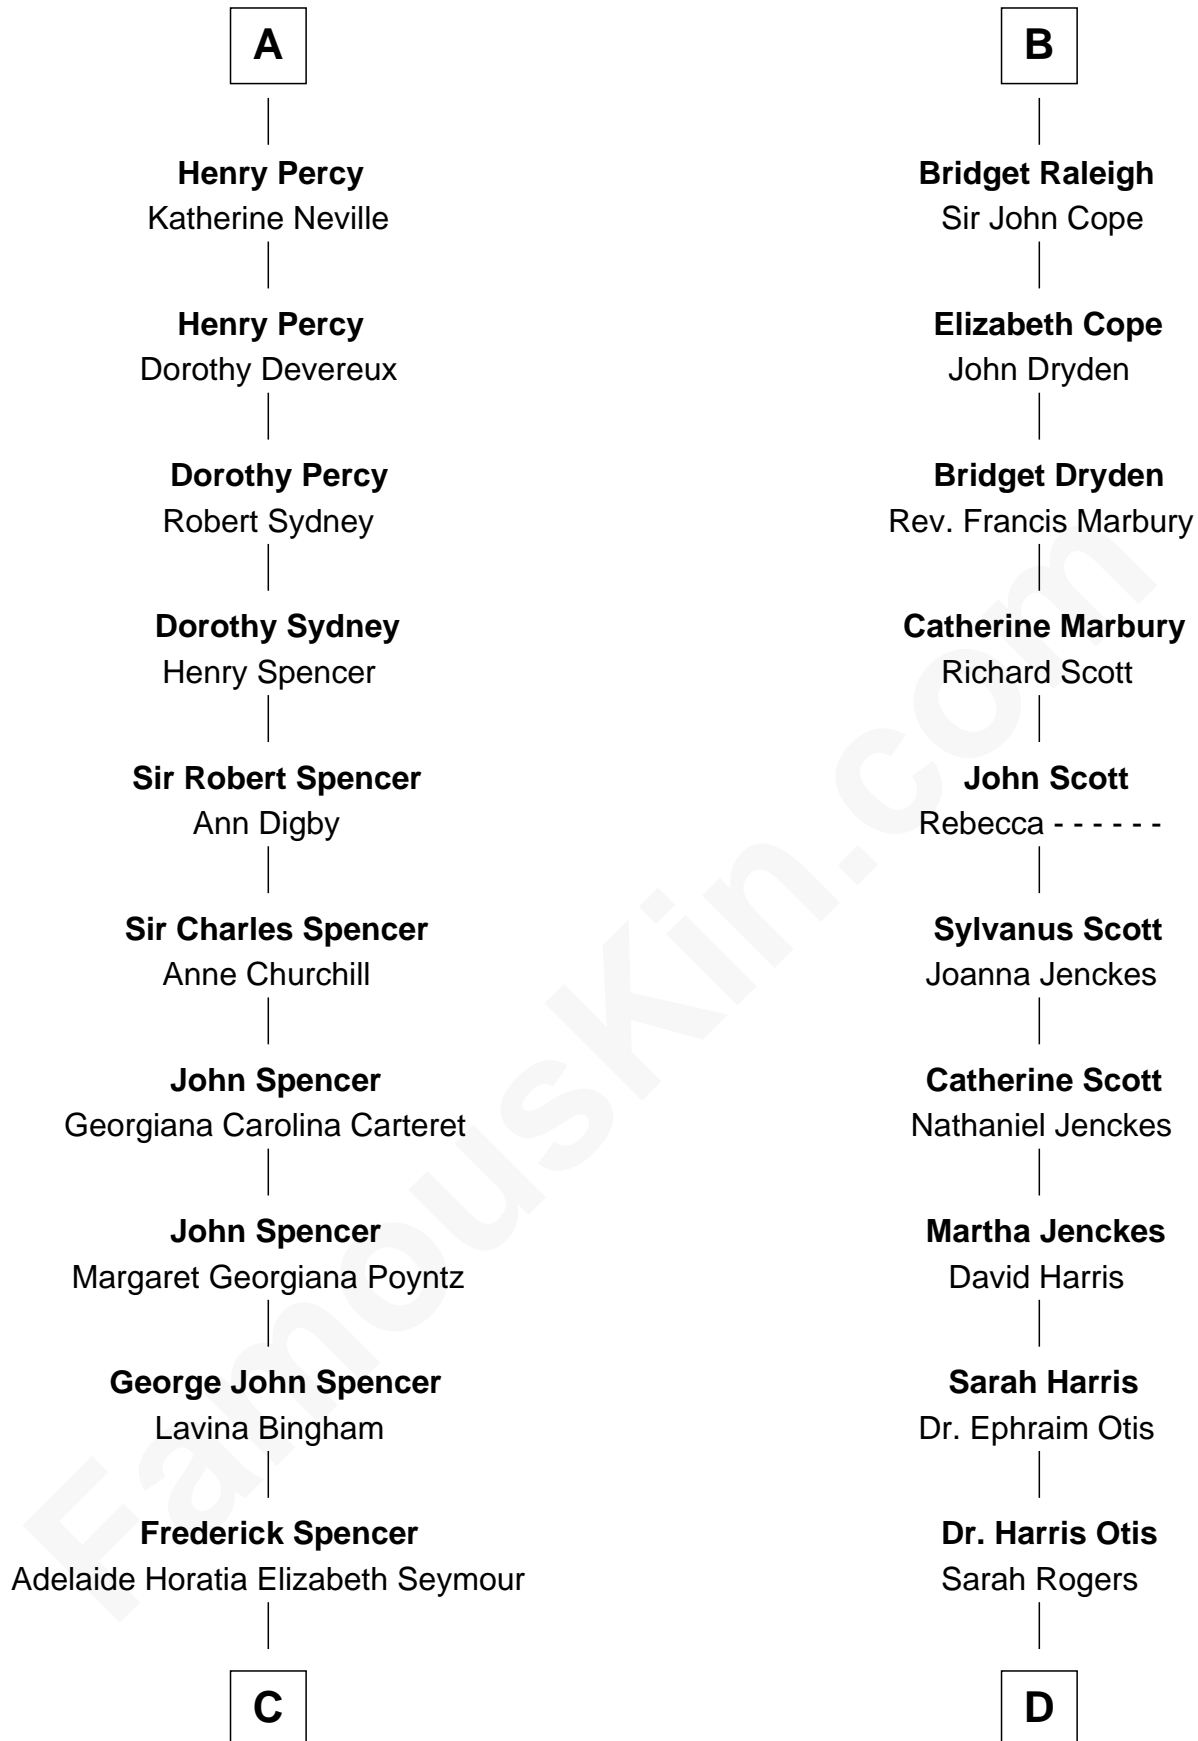 A
Henry Percy
Katherine Neville
Henry Percy
Dorothy Devereux
Dorothy Percy
Robert Sydney
Dorothy Sydney
Henry Spencer
Sir Robert Spencer
Ann Digby
Sir Charles Spencer
Anne Churchill
John Spencer
Georgiana Carolina Carteret
John Spencer
Margaret Georgiana Poyntz
George John Spencer
Lavina Bingham
Frederick Spencer
Adelaide Horatia Elizabeth Seymour
C
B
Bridget Raleigh
Sir John Cope
Elizabeth Cope
John Dryden
Bridget Dryden
Rev. Francis Marbury
Catherine Marbury
Richard Scott
John Scott
Rebecca - - - - - -
Sylvanus Scott
Joanna Jenckes
Catherine Scott
Nathaniel Jenckes
Martha Jenckes
David Harris
Sarah Harris
Dr. Ephraim Otis
Dr. Harris Otis
Sarah Rogers
D
FamousKin.com